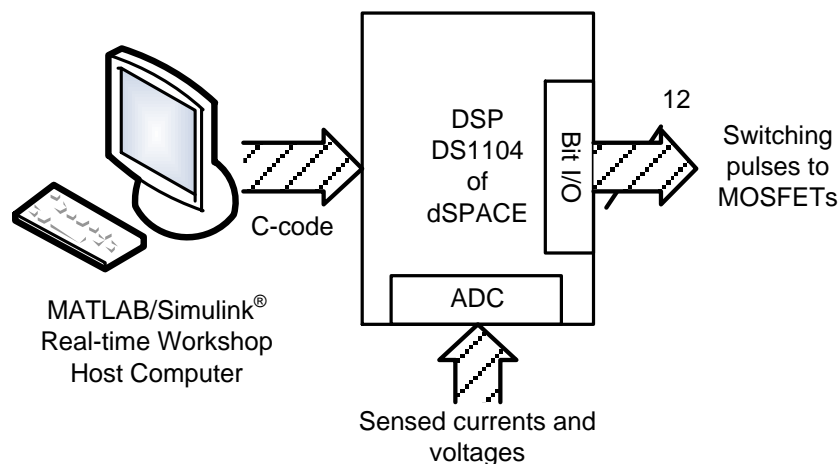 MATLAB/Simulink®
Real-time Workshop
Host Computer
C-code
DSP
DS1104
of
dSPACE
Bit I/O
ADC
Sensed currents and
voltages
12
Switching
pulses to
MOSFETs